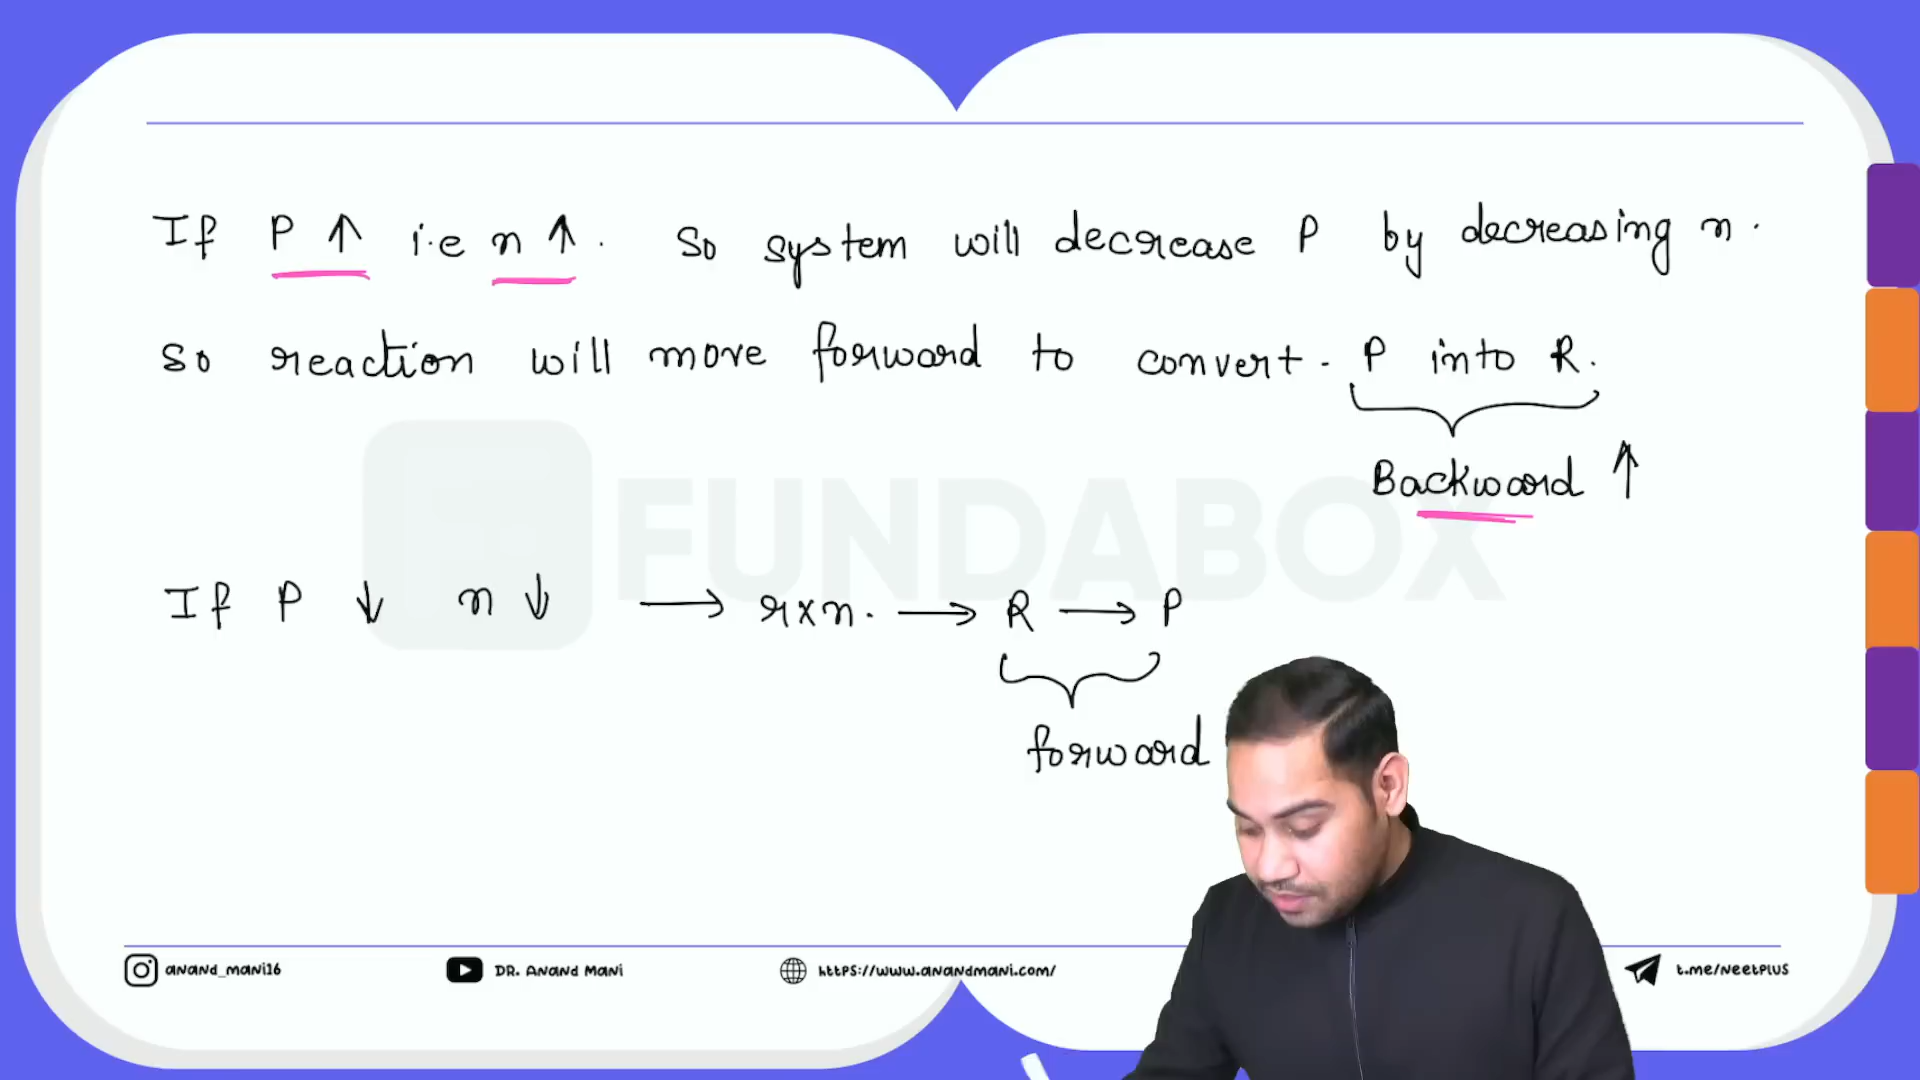 If P ↑ i.e n ↑. So system will decrease P by decreasing n.
So reaction will move forward to convert. P into R.
Backward ↑
FUNDABOX
If P ↓ n ↓ → rxn. → R → P
forward
anand_mani16 DR. Anand Mani https://www.anandmani.com/ t.me/neetplus